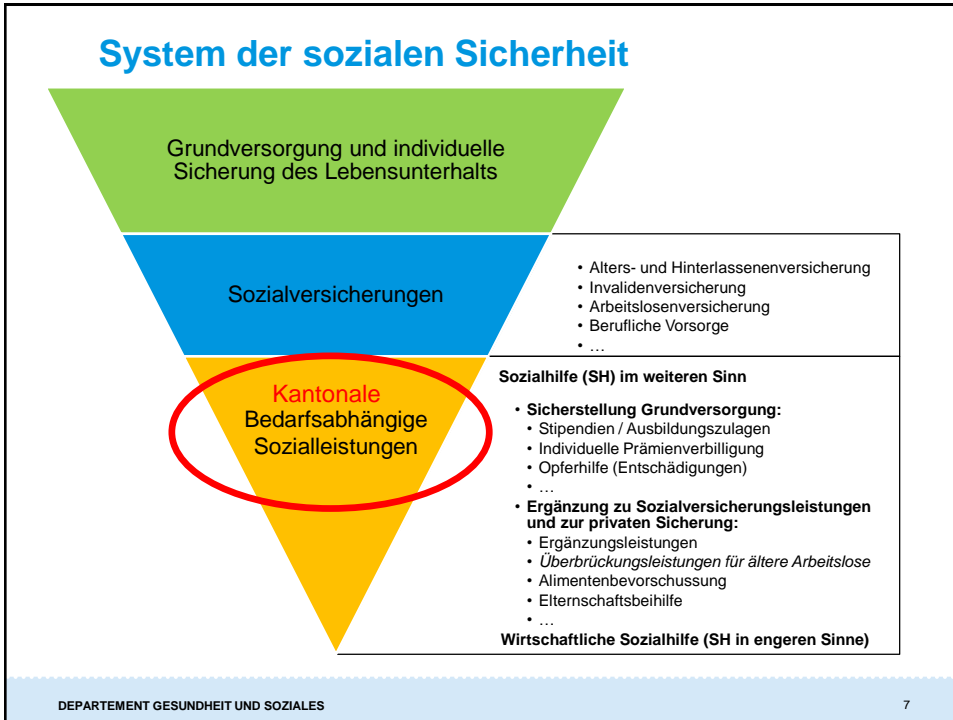 System der sozialen Sicherheit
Grundversorgung und individuelle
Sicherung des Lebensunterhalts
Sozialversicherungen
• Alters- und Hinterlassenenversicherung
• Invalidenversicherung
• Arbeitslosenversicherung
• Berufliche Vorsorge
• …
Kantonale
Bedarfsabhängige
Sozialleistungen
Sozialhilfe (SH) im weiteren Sinn
• Sicherstellung Grundversorgung:
• Stipendien / Ausbildungszulagen
• Individuelle Prämienverbilligung
• Opferhilfe (Entschädigungen)
• …
• Ergänzung zu Sozialversicherungsleistungen
und zur privaten Sicherung:
• Ergänzungsleistungen
• Überbrückungsleistungen für ältere Arbeitslose
• Alimentenbevorschussung
• Elternschaftsbeihilfe
• …
Wirtschaftliche Sozialhilfe (SH in engeren Sinne)
DEPARTEMENT GESUNDHEIT UND SOZIALES
7